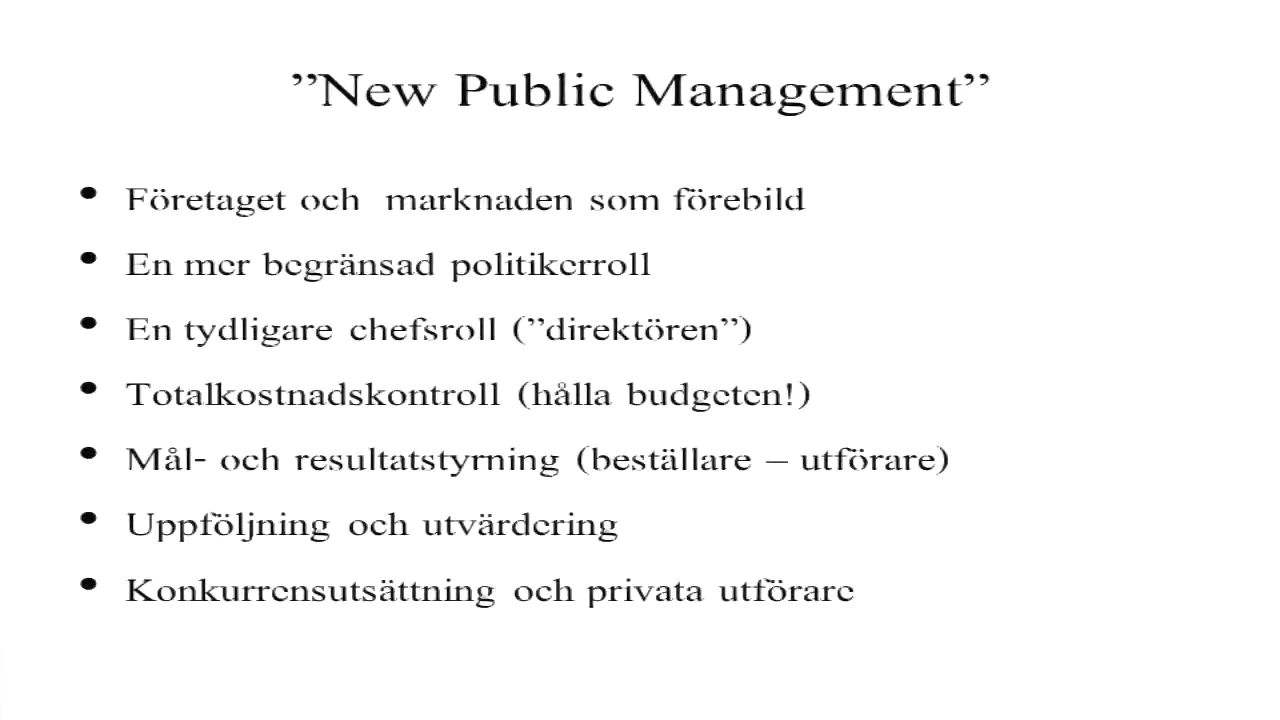 ”New Public Management”
• Företaget och marknaden som förebild
• En mer begränsad politikerroll
• En tydligare chefsroll (”direktören”)
• Totalkostnadskontroll (hålla budgeten!)
• Mål- och resultatstyrning (beställare – utförare)
• Uppföljning och utvärdering
• Konkurrensutsättning och privata utförare